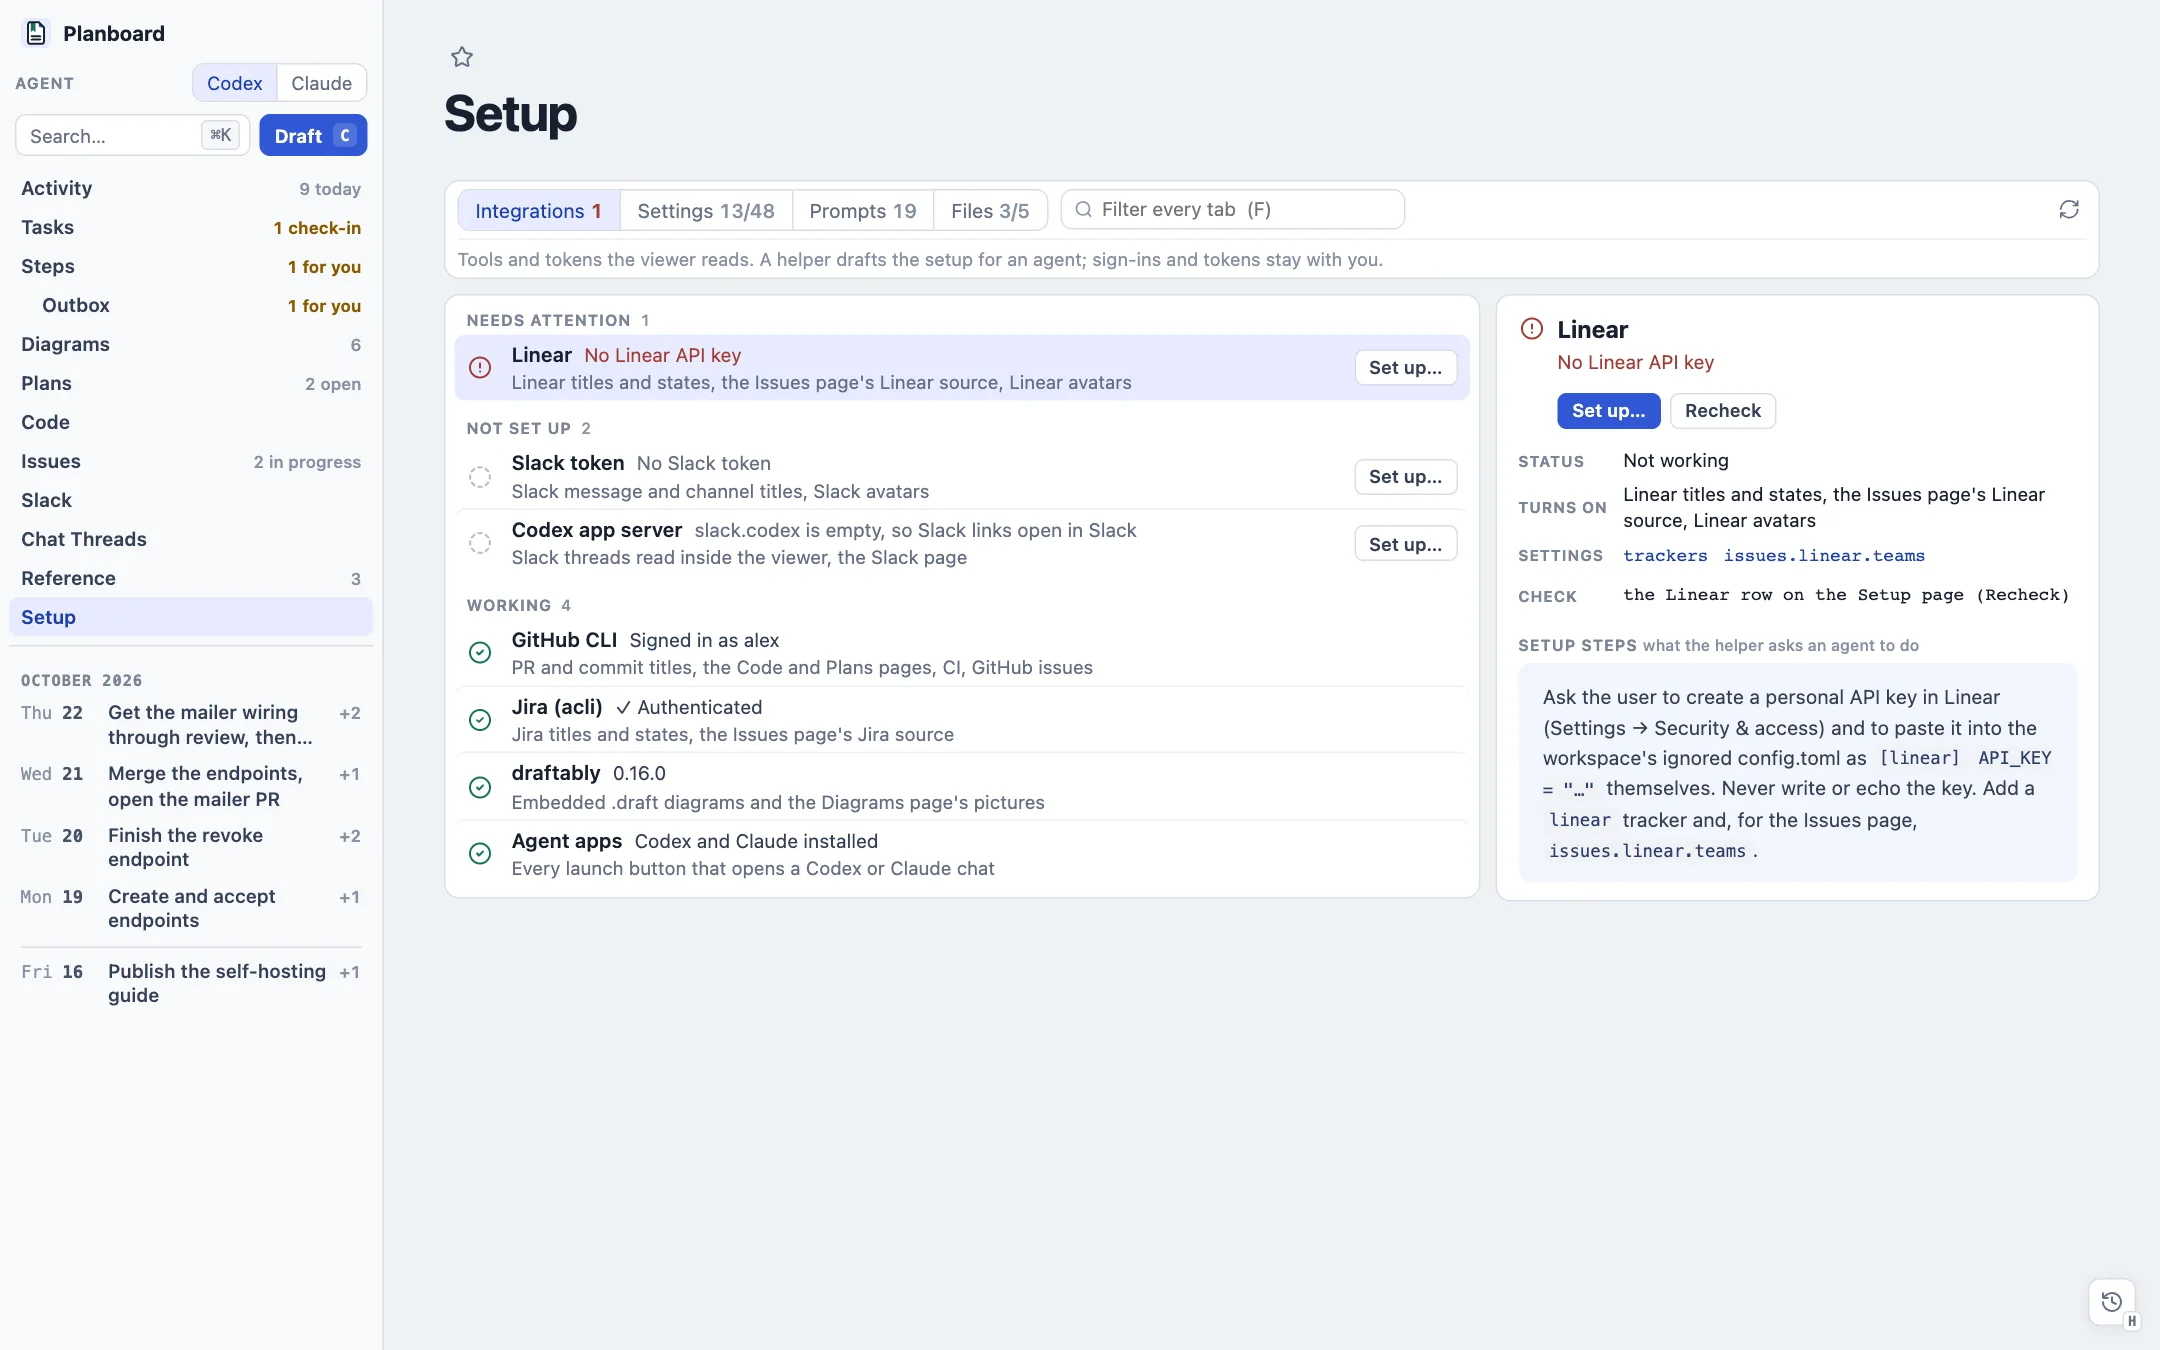 Planboard
AGENT
Codex
Claude
Search...
⌘K
Draft C
Activity 9 today
Tasks 1 check-in
Steps 1 for you
Outbox 1 for you
Diagrams 6
Plans 2 open
Code
Issues 2 in progress
Slack
Chat Threads
Reference 3
Setup
OCTOBER 2026
Thu 22 Get the mailer wiring +2
through review, then...
Wed 21 Merge the endpoints, +1
open the mailer PR
Tue 20 Finish the revoke +2
endpoint
Mon 19 Create and accept +1
endpoints
Fri 16 Publish the self-hosting +1
guide
Setup
Integrations 1
Settings 13/48
Prompts 19
Files 3/5
Filter every tab (F)
Tools and tokens the viewer reads. A helper drafts the setup for an agent; sign-ins and tokens stay with you.
NEEDS ATTENTION 1
Linear No Linear API key
Linear titles and states, the Issues page's Linear source, Linear avatars
Set up...
NOT SET UP 2
Slack token No Slack token
Slack message and channel titles, Slack avatars
Set up...
Codex app server slack.codex is empty, so Slack links open in Slack
Slack threads read inside the viewer, the Slack page
Set up...
WORKING 4
GitHub CLI Signed in as alex
PR and commit titles, the Code and Plans pages, CI, GitHub issues
Jira (acli) ✓ Authenticated
Jira titles and states, the Issues page's Jira source
draftably 0.16.0
Embedded .draft diagrams and the Diagrams page's pictures
Agent apps Codex and Claude installed
Every launch button that opens a Codex or Claude chat
Linear
No Linear API key
Set up...
Recheck
STATUS Not working
TURNS ON Linear titles and states, the Issues page's Linear
source, Linear avatars
SETTINGS trackers issues.linear.teams
CHECK the Linear row on the Setup page (Recheck)
SETUP STEPS what the helper asks an agent to do
Ask the user to create a personal API key in Linear
(Settings → Security & access) and to paste it into the
workspace's ignored config.toml as [linear] API_KEY
= "…" themselves. Never write or echo the key. Add a
linear tracker and, for the Issues page,
issues.linear.teams.
H